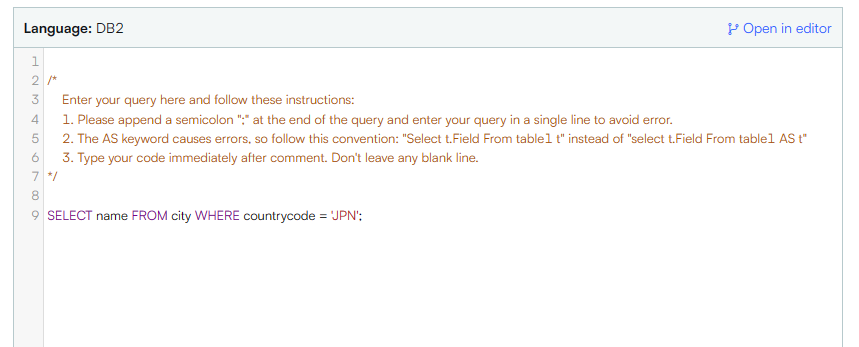 Language: DB2
Open in editor
1
2 /*
3 Enter your query here and follow these instructions:
4 1. Please append a semicolon ";" at the end of the query and enter your query in a single line to avoid error.
5 2. The AS keyword causes errors, so follow this convention: "Select t.Field From table1 t" instead of "select t.Field From table1 AS t"
6 3. Type your code immediately after comment. Don't leave any blank line.
7 */
8
9 SELECT name FROM city WHERE countrycode = 'JPN';